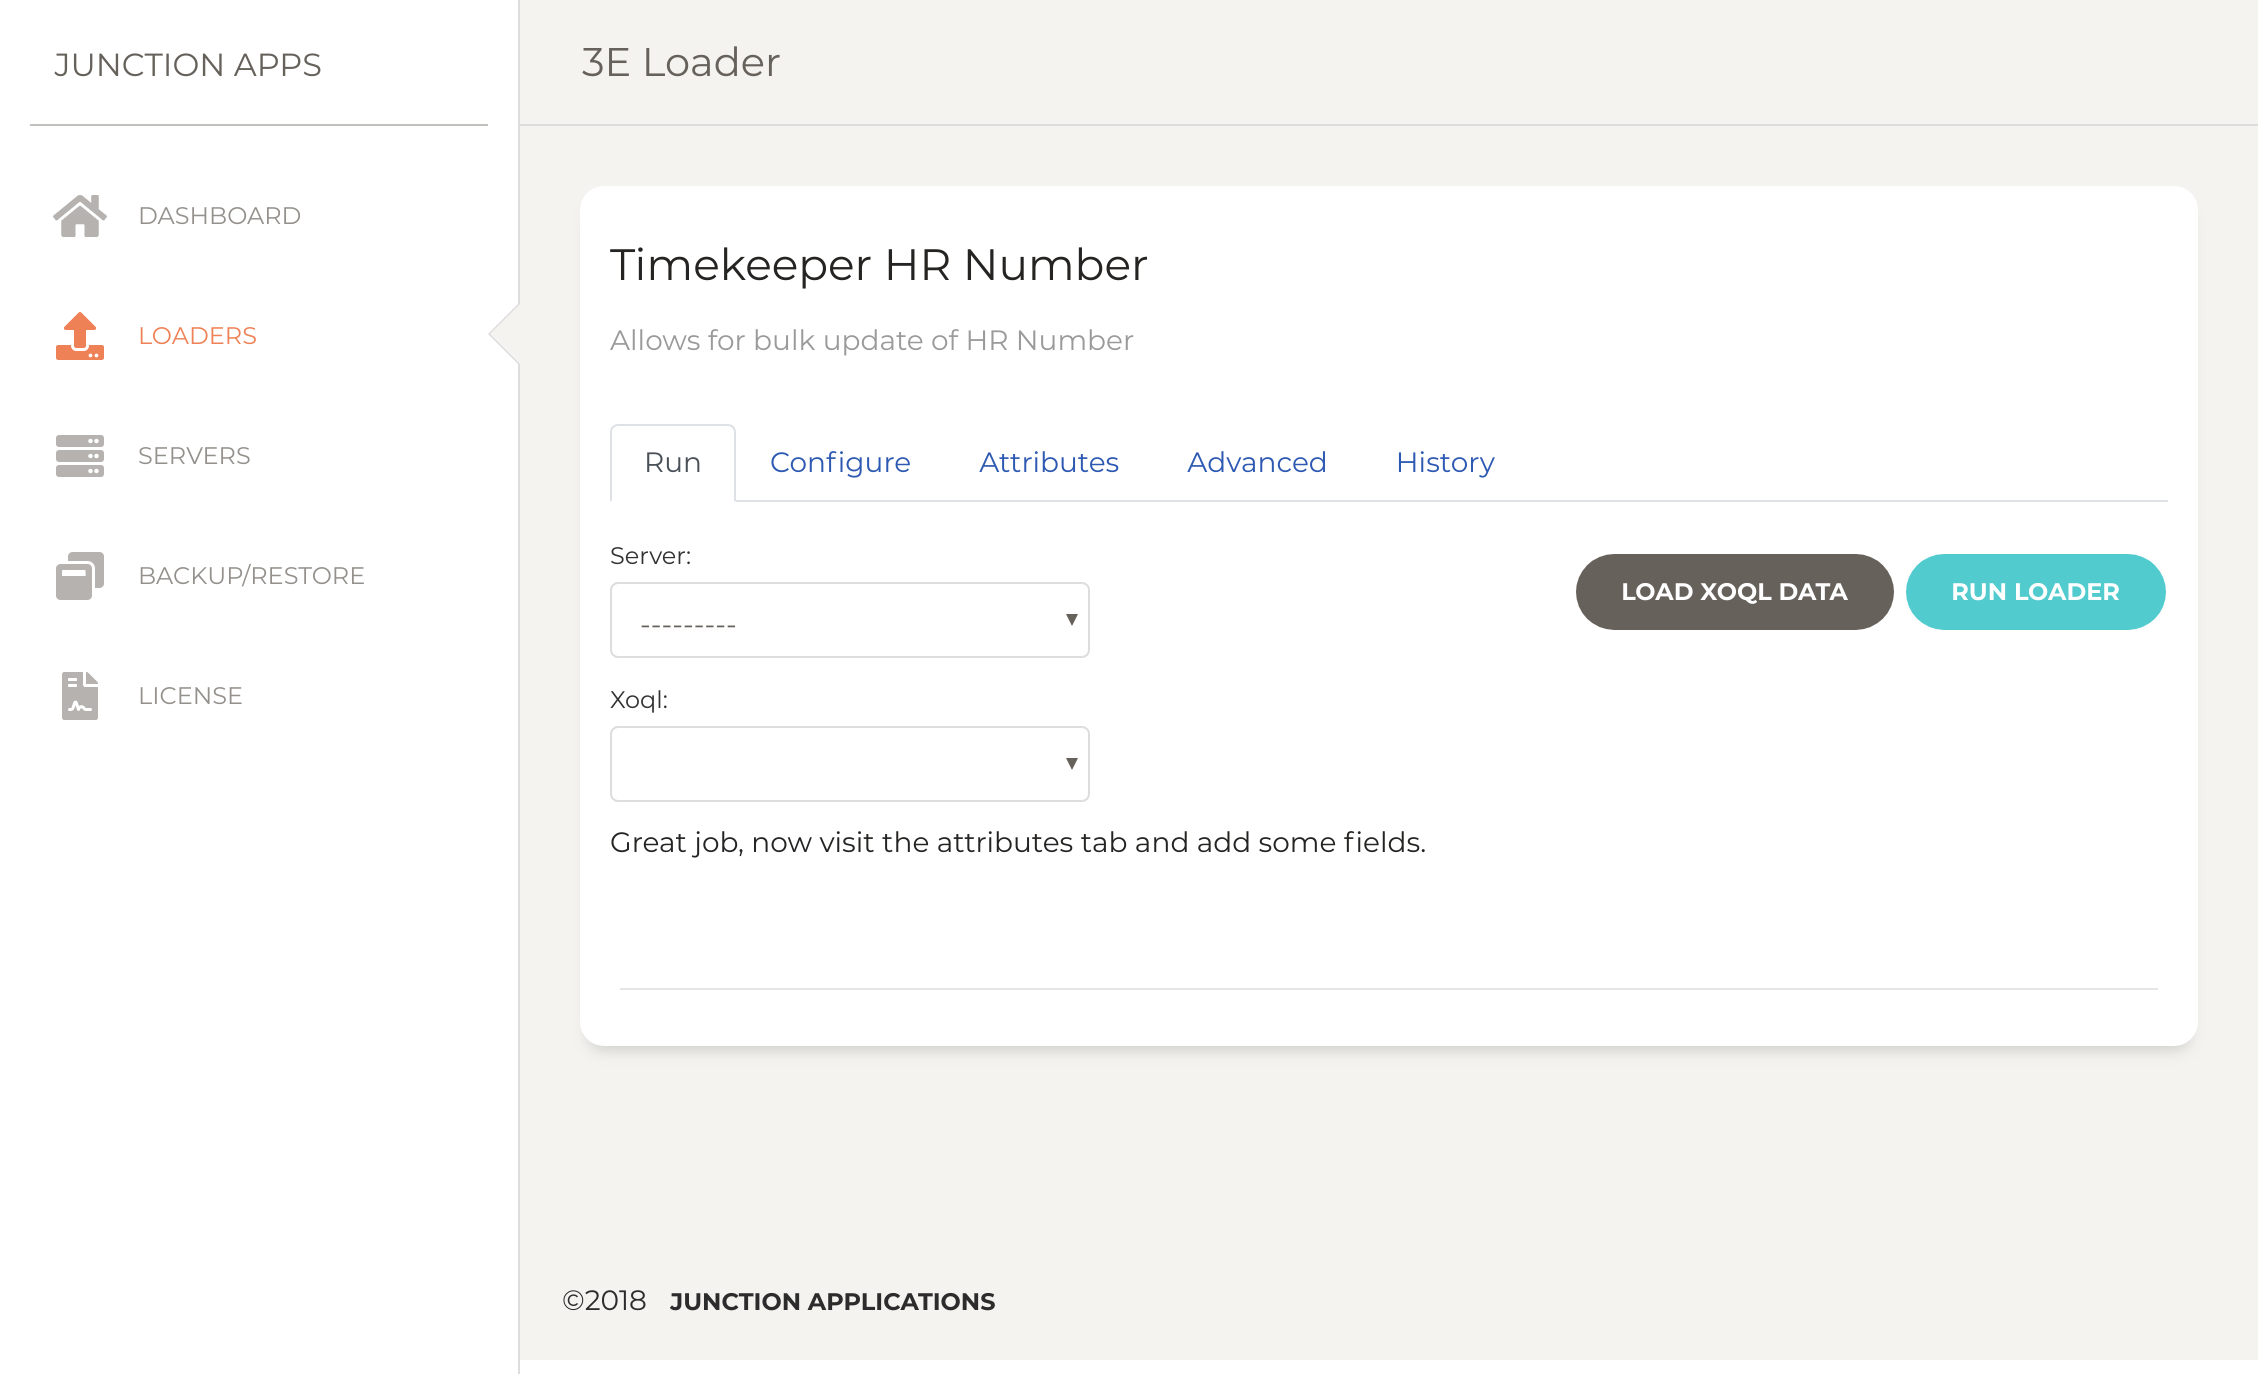 JUNCTION APPS
DASHBOARD
LOADERS
SERVERS
BACKUP/RESTORE
LICENSE
3E Loader
Timekeeper HR Number
Allows for bulk update of HR Number
Run Configure Attributes Advanced History
Server:
---------
LOAD XOQL DATA RUN LOADER
Xoql:
Great job, now visit the attributes tab and add some fields.
©2018 JUNCTION APPLICATIONS